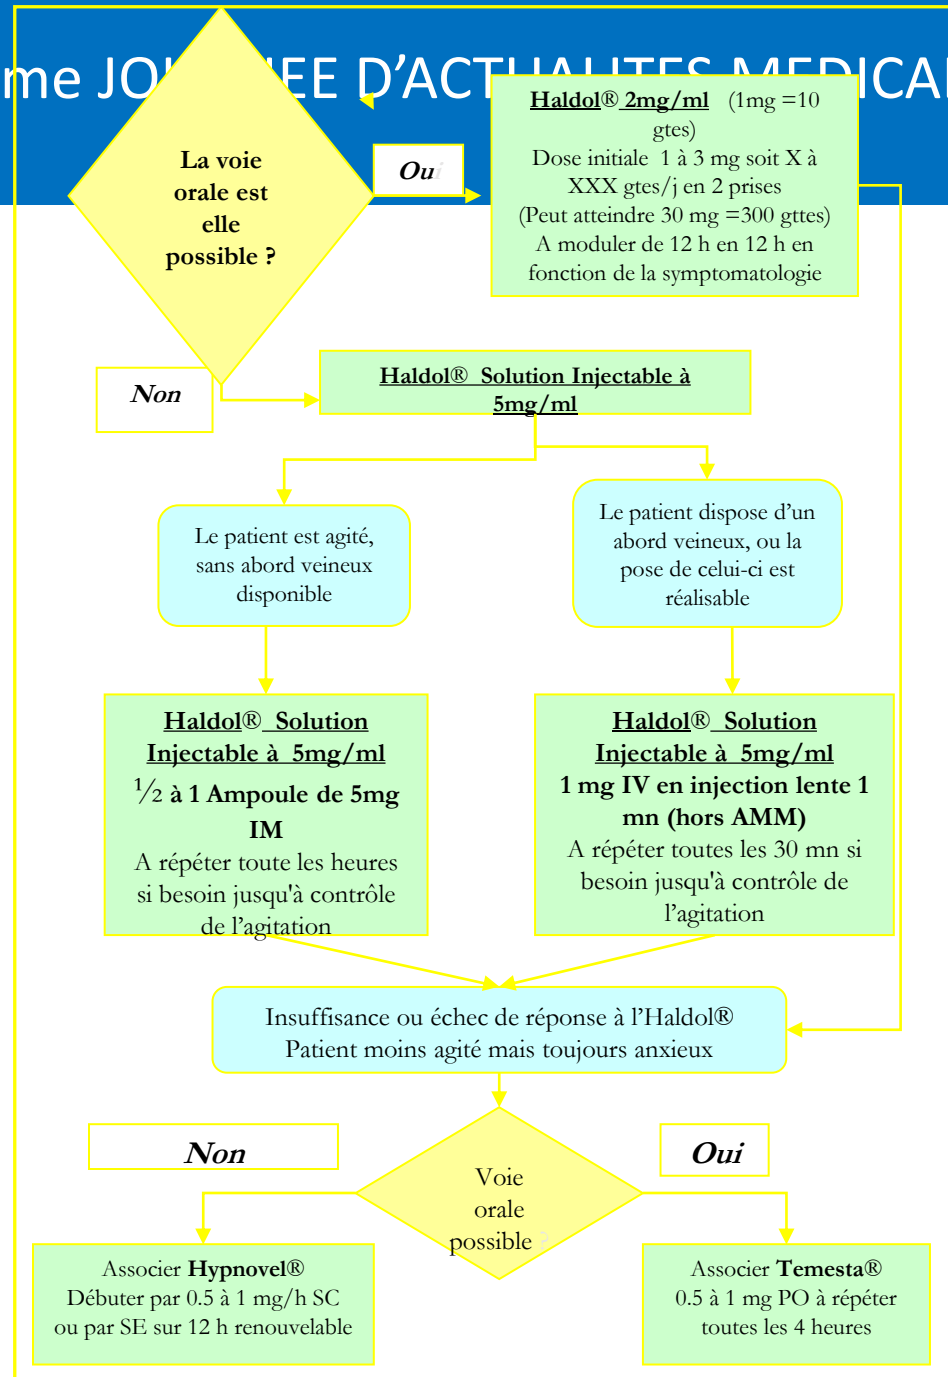 me JOURNEE D'ACTUALITES MEDICAL
La voie
orale est
elle
possible ?
Oui
Haldol® 2mg/ml (1mg =10
gtes)
Dose initiale 1 à 3 mg soit X à
XXX gtes/j en 2 prises
(Peut atteindre 30 mg =300 gttes)
A moduler de 12 h en 12 h en
fonction de la symptomatologie
Non
Haldol® Solution Injectable à
5mg/ml
Le patient est agité,
sans abord veineux
disponible
Le patient dispose d'un
abord veineux, ou la
pose de celui-ci est
réalisable
Haldol® Solution
Injectable à 5mg/ml
½ à 1 Ampoule de 5mg
IM
A répéter toute les heures
si besoin jusqu'à contrôle
de l'agitation
Haldol® Solution
Injectable à 5mg/ml
1 mg IV en injection lente 1
mn (hors AMM)
A répéter toutes les 30 mn si
besoin jusqu'à contrôle de
l'agitation
Insuffisance ou échec de réponse à l'Haldol®
Patient moins agité mais toujours anxieux
Non
Oui
Voie
orale
possible ?
Associer Hypnovel®
Débuter par 0.5 à 1 mg/h SC
ou par SE sur 12 h renouvelable
Associer Temesta®
0.5 à 1 mg PO à répéter
toutes les 4 heures